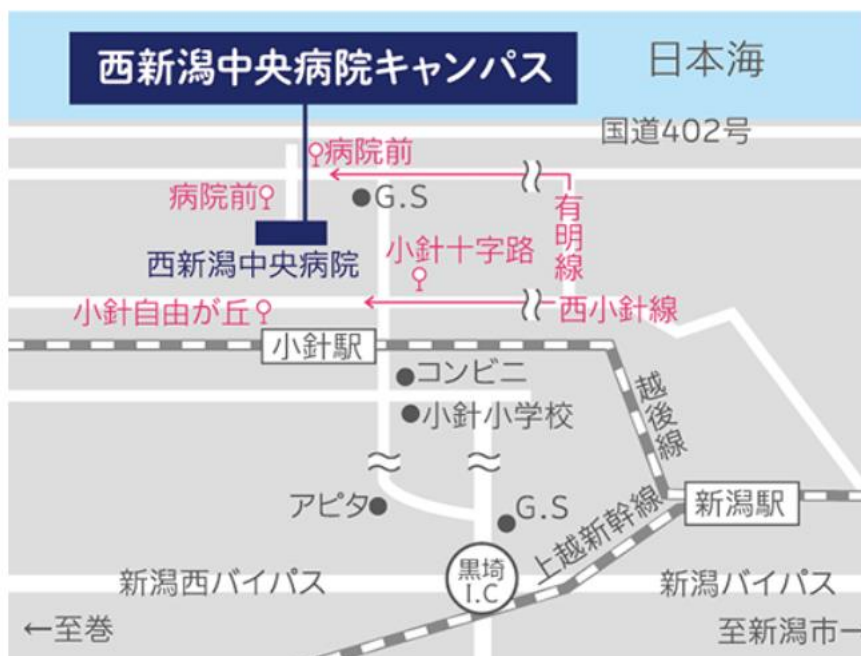 西新潟中央病院キャンパス
日本海
国道402号
病院前
病院前
G.S
有明線
西新潟中央病院
小針十字路
小針自由が丘
西小針線
小針駅
コンビニ
小針小学校
越後線
アピタ
G.S
新潟駅
上越新幹線
黒埼
I.C
新潟西バイパス
新潟バイパス
←至巻
至新潟市→